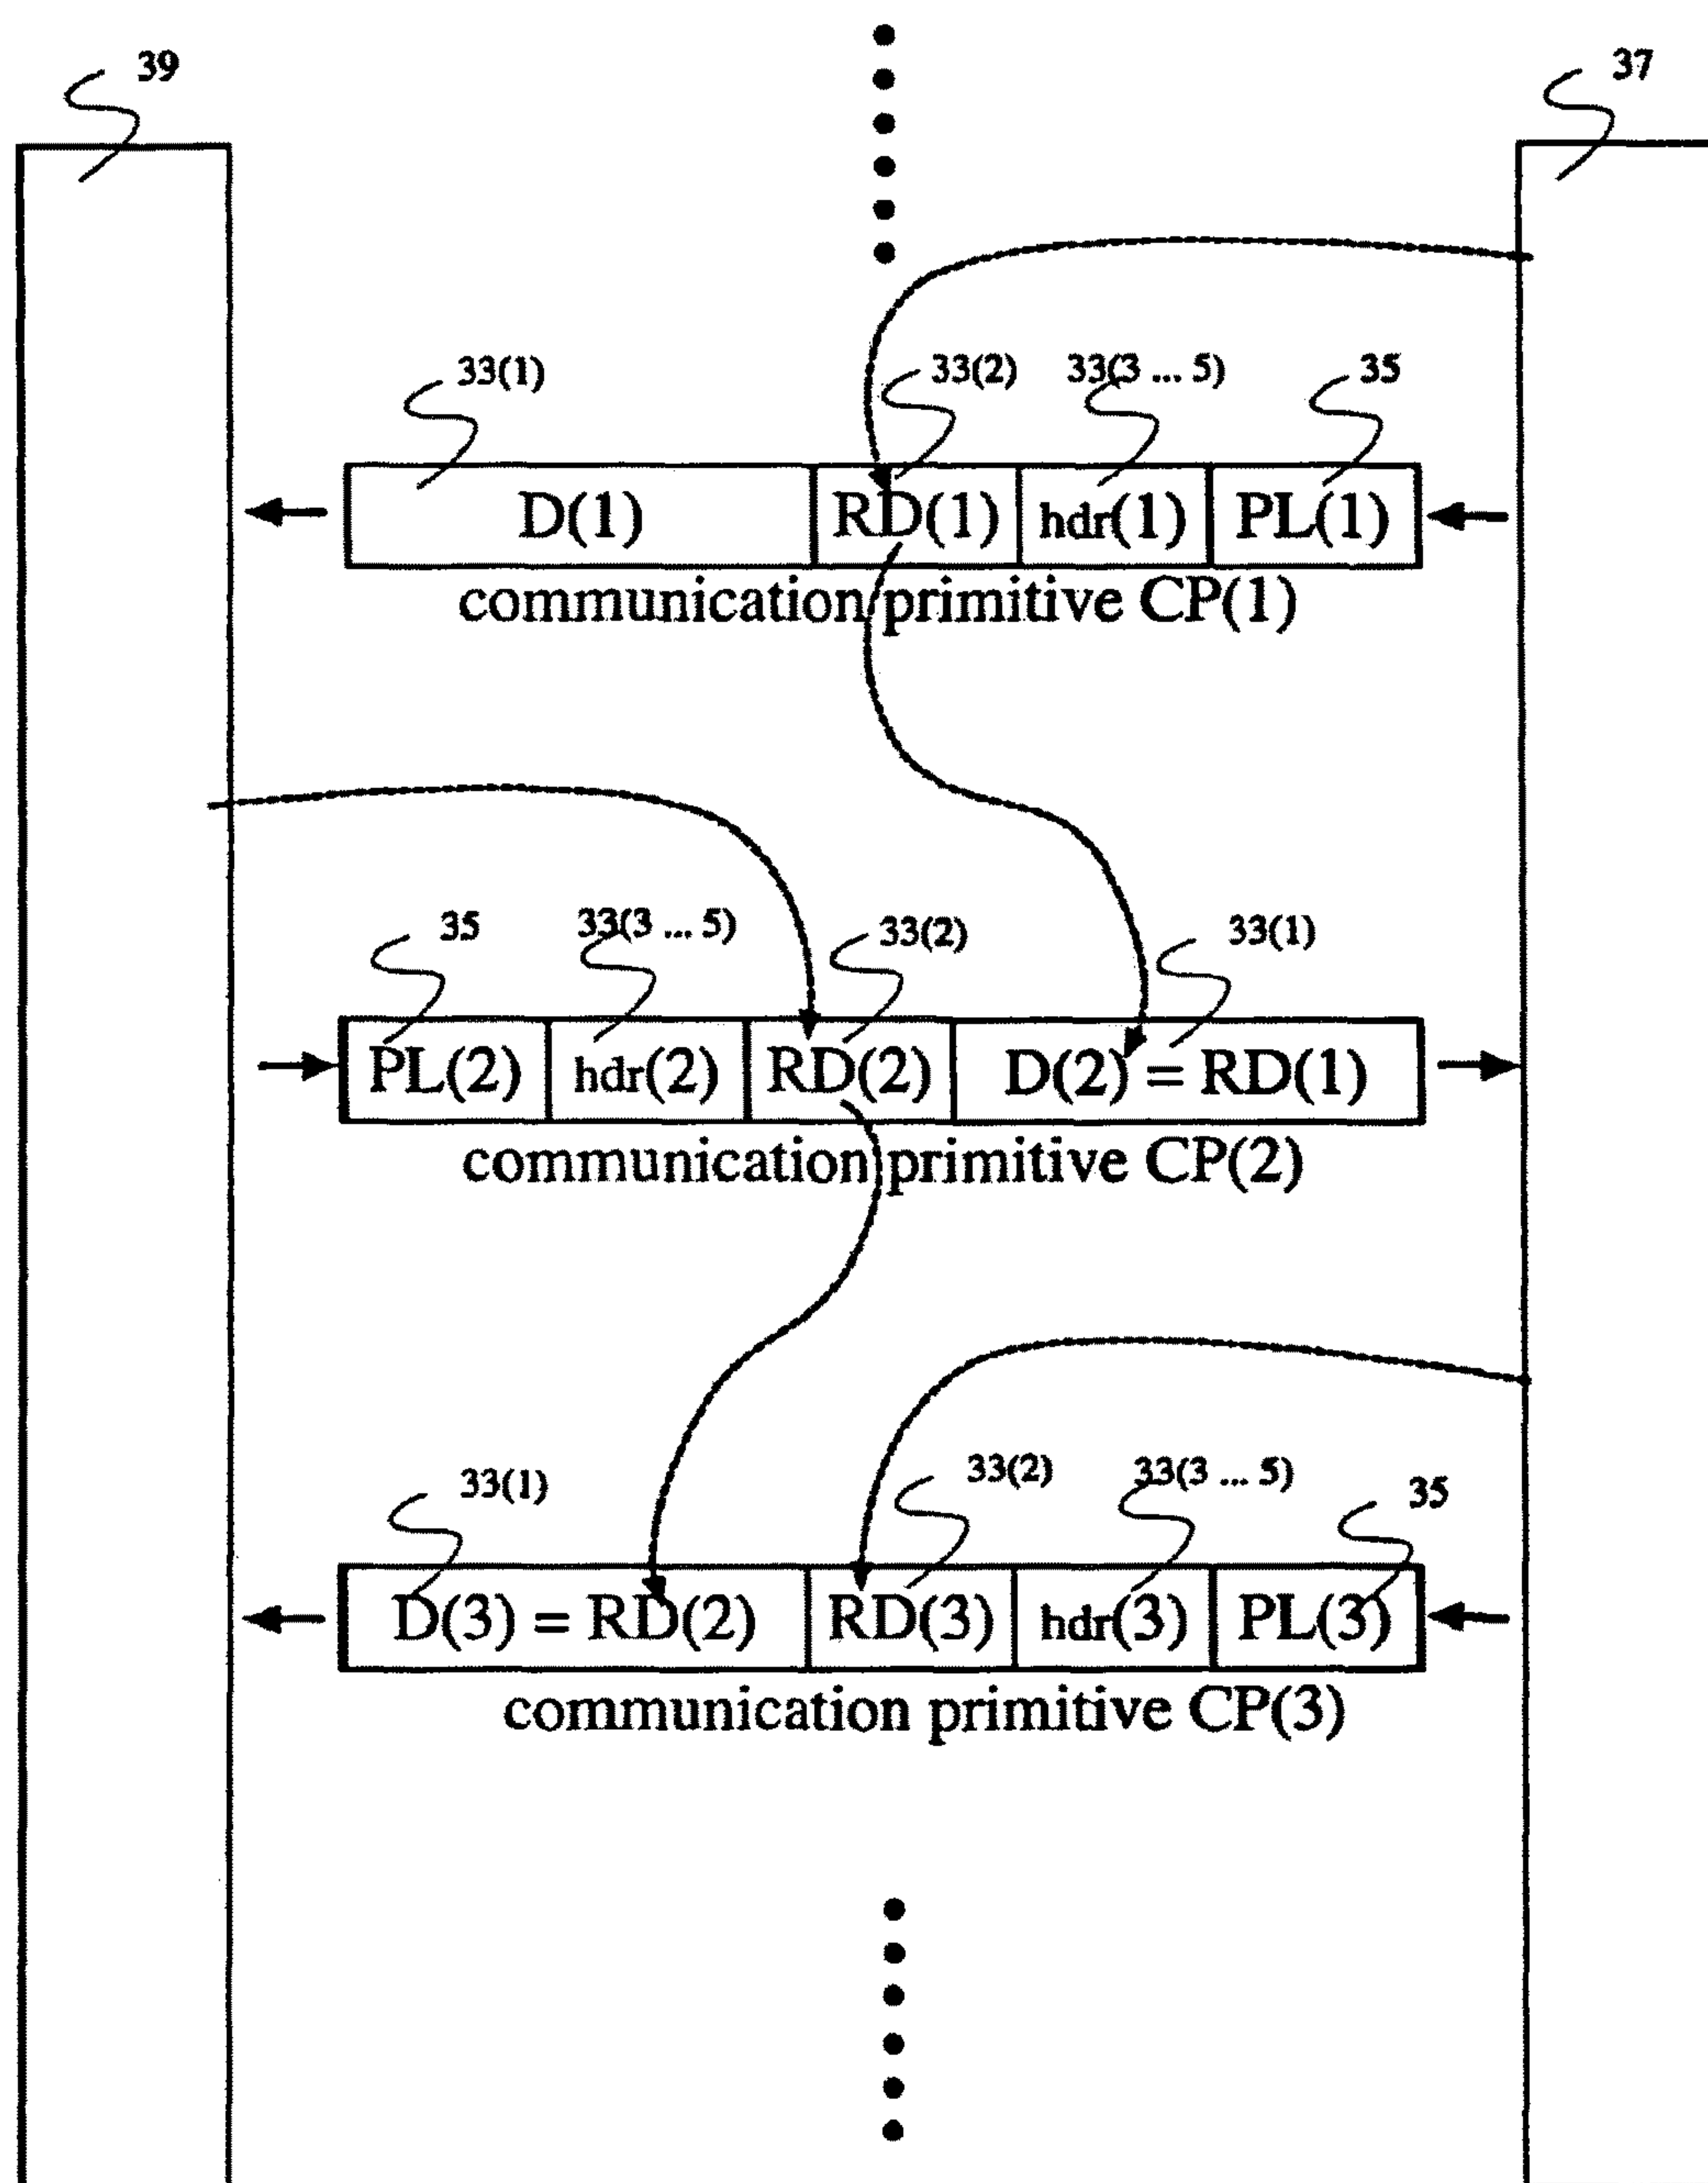 39
37
33(1)
33(2)
33(3 ... 5)
35
D(1)
RD(1)
hdr(1)
PL(1)
communication primitive CP(1)
35
33(3 ... 5)
33(2)
33(1)
PL(2)
hdr(2)
RD(2)
D(2) = RD(1)
communication primitive CP(2)
33(1)
33(2)
33(3 ... 5)
35
D(3) = RD(2)
RD(3)
hdr(3)
PL(3)
communication primitive CP(3)